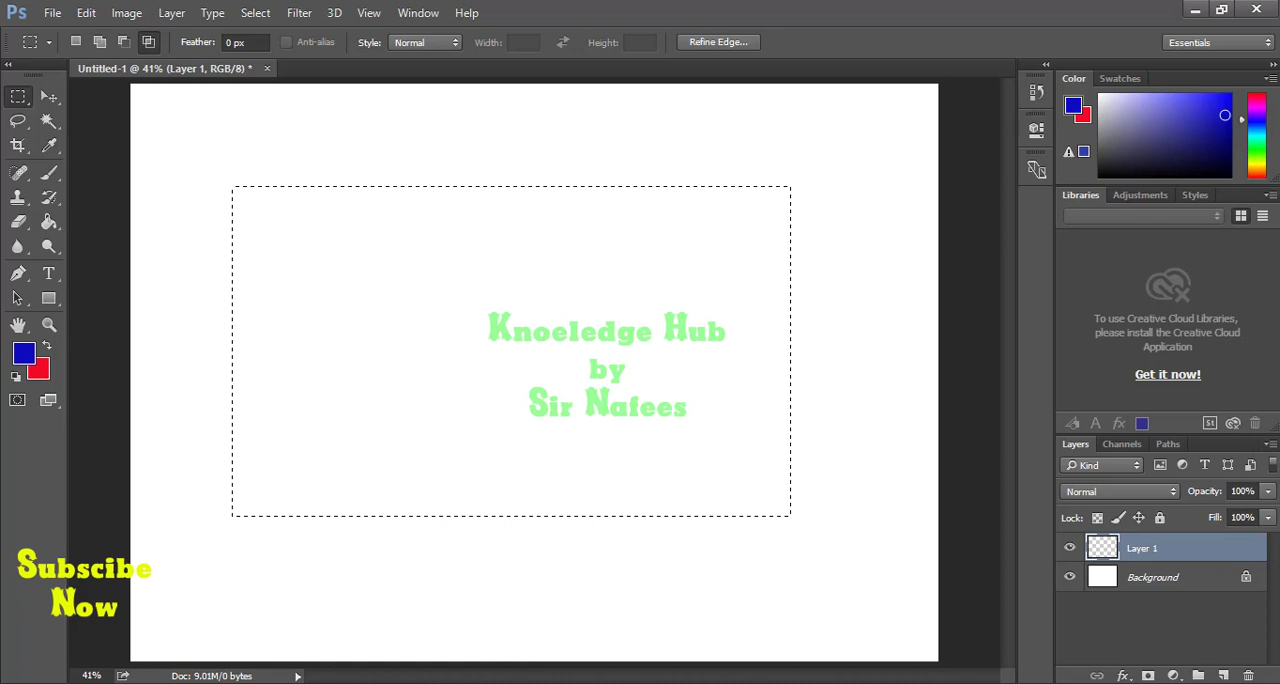 Ps File Edit Image Layer Type Select Filter 3D View Window Help
Feather: 0 px Anti-alias Style: Normal Width: Height: Refine Edge... Essentials
Untitled-1 @ 41% (Layer 1, RGB/8) * ×
Color Swatches
Libraries Adjustments Styles
To use Creative Cloud Libraries,
please install the Creative Cloud
Application
Get it now!
Knoeledge Hub
by
Sir Nafees
Layers Channels Paths
Kind
Normal Opacity: 100%
Lock: Fill: 100%
Layer 1
Background
Subscibe
Now
41% Doc: 9.01M/0 bytes